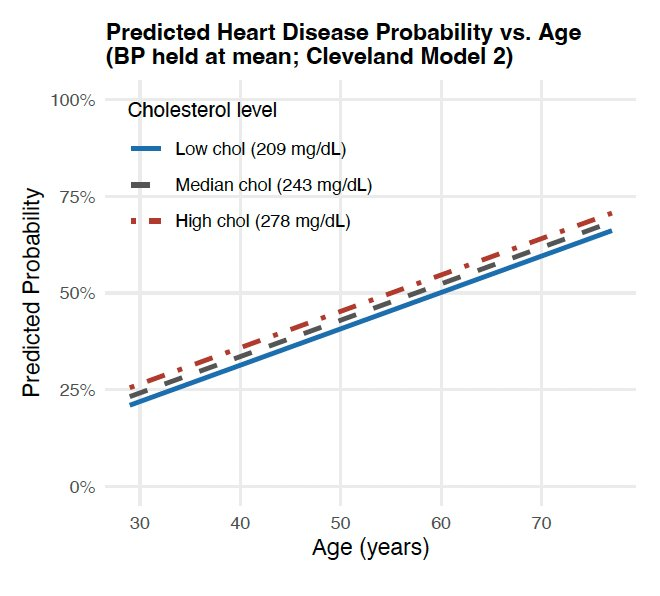 Predicted Heart Disease Probability vs. Age
(BP held at mean; Cleveland Model 2)
100%
Cholesterol level
Low chol (209 mg/dL)
Median chol (243 mg/dL)
High chol (278 mg/dL)
75%
50%
25%
0%
Predicted Probability
30 40 50 60 70
Age (years)